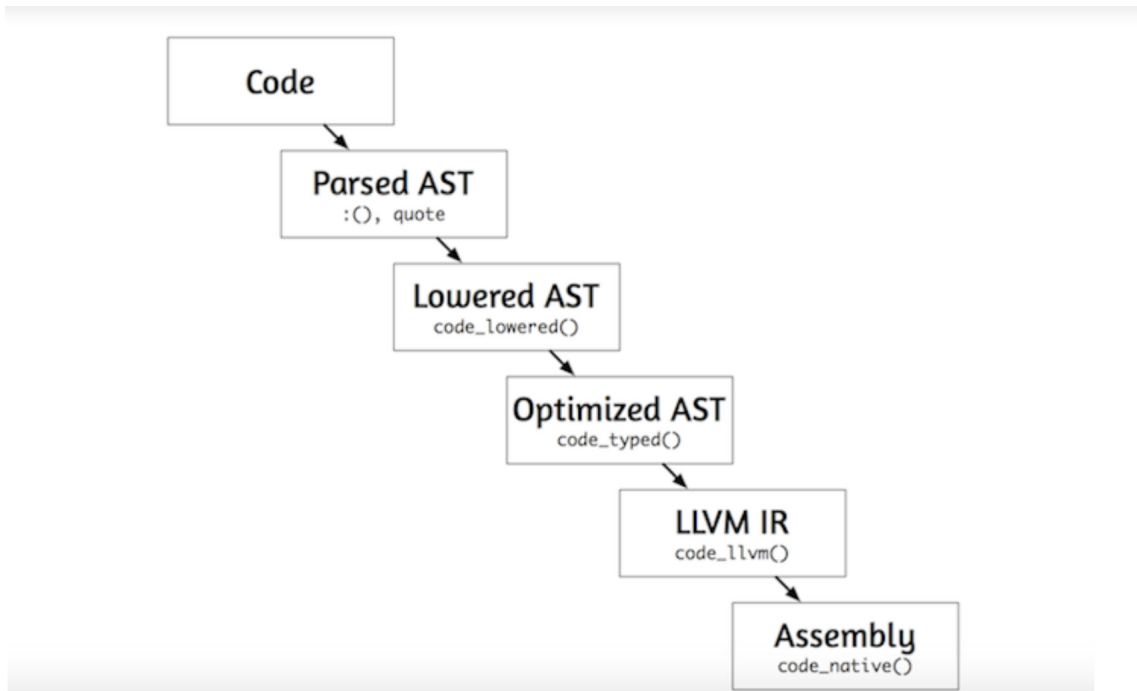 Code
Parsed AST
:(), quote
Lowered AST
code_lowered()
Optimized AST
code_typed()
LLVM IR
code_llvm()
Assembly
code_native()